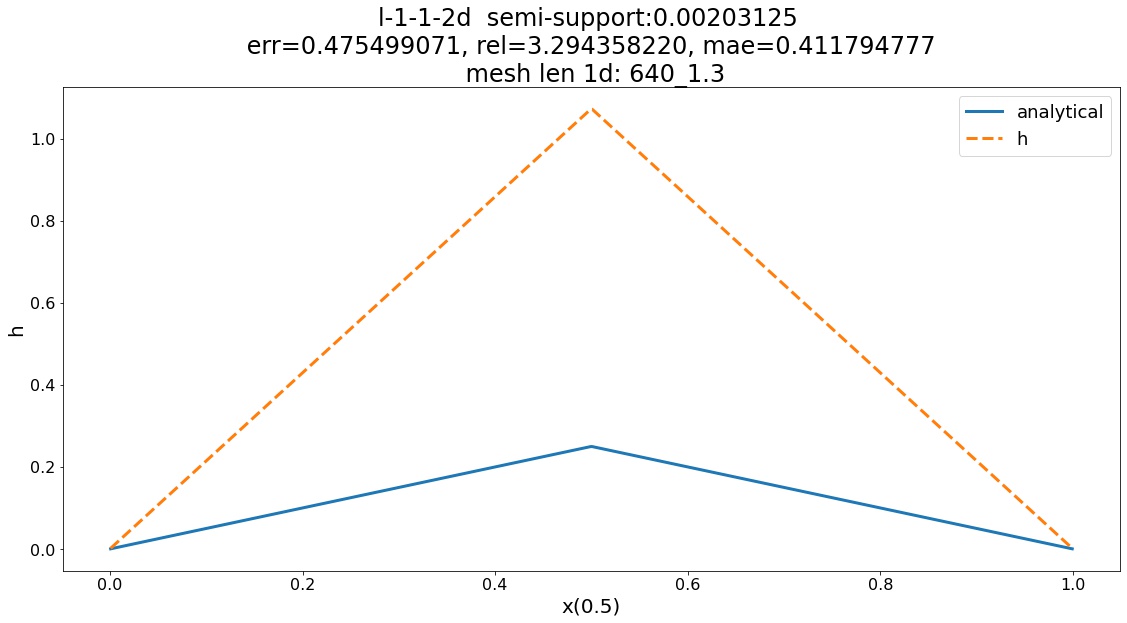 l-1-1-2d  semi-support:0.00203125
err=0.475499071, rel=3.294358220, mae=0.411794777
mesh len 1d: 640_1.3
analytical
h
1.0
0.8
0.6
0.4
0.2
0.0
h
0.0 0.2 0.4 0.6 0.8 1.0
x(0.5)